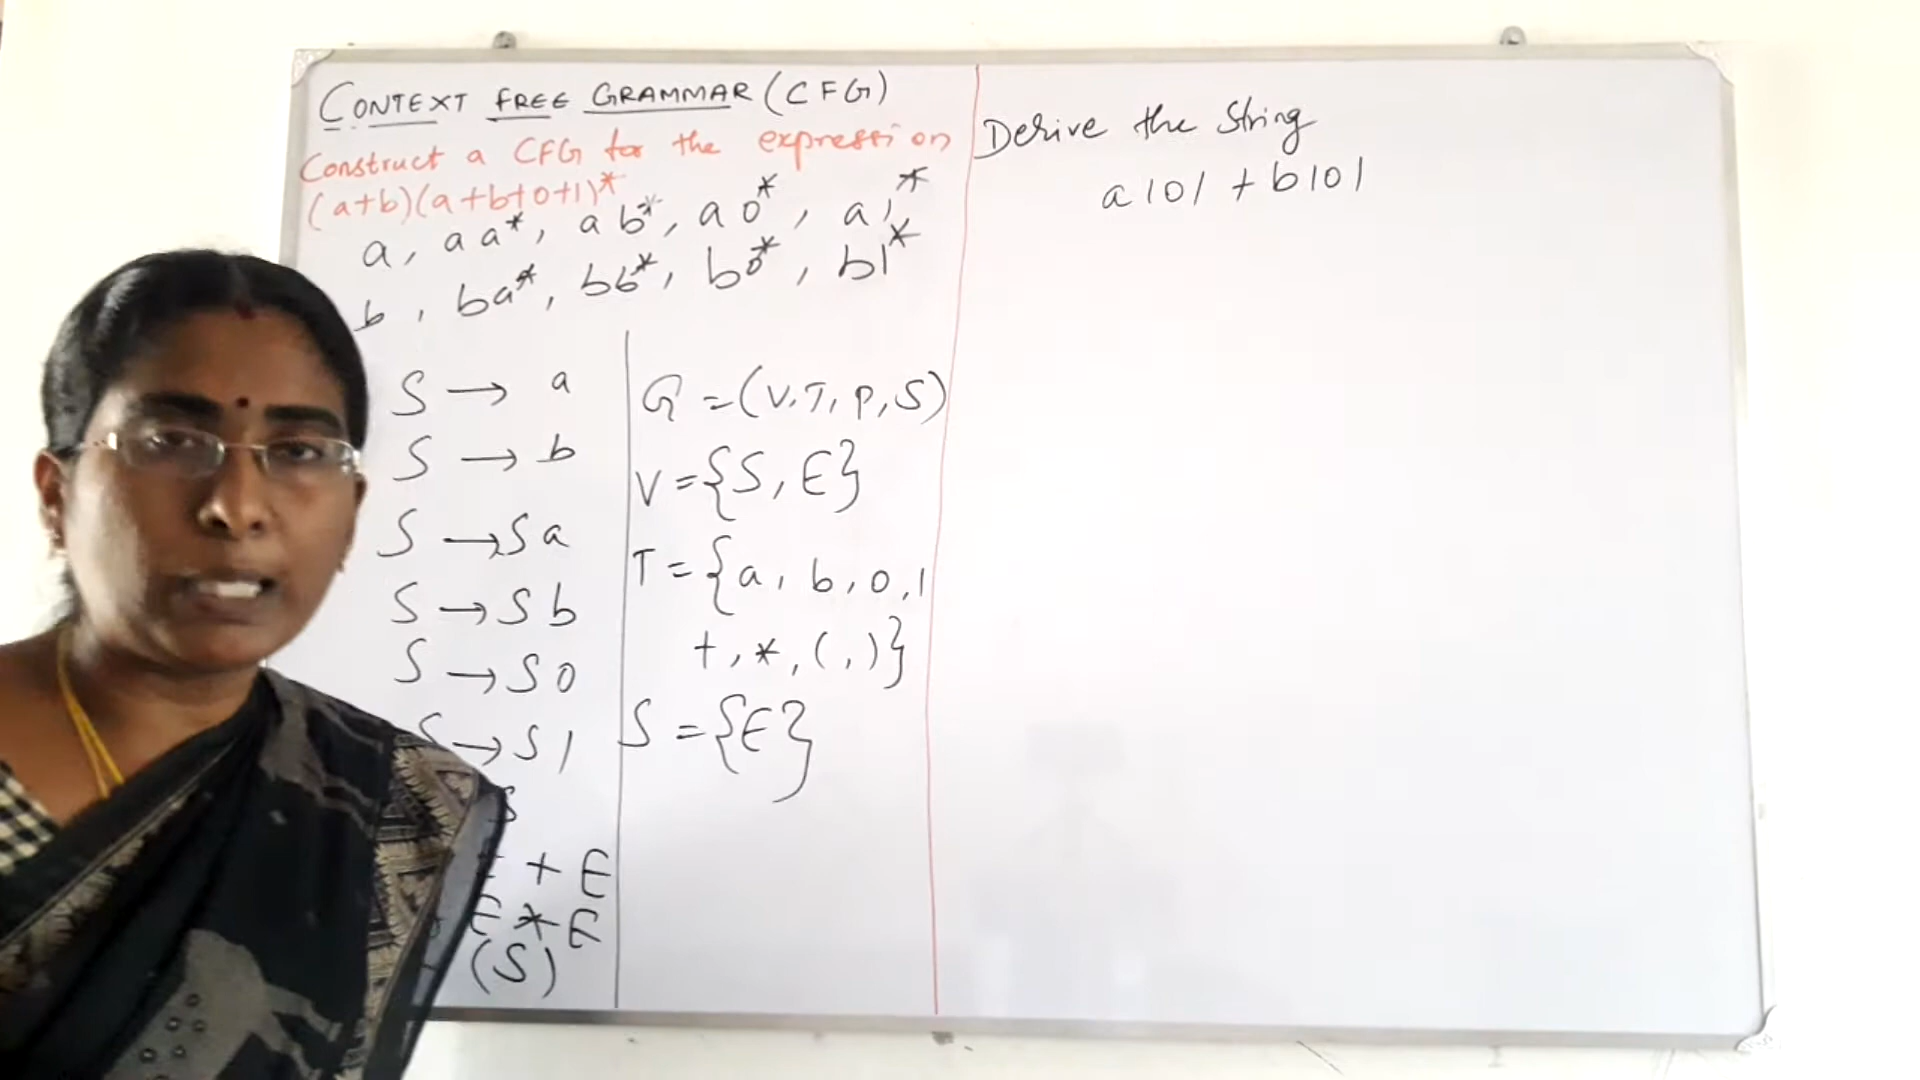 CONTEXT FREE GRAMMAR (CFG)
Construct a CFG for the expression
(a+b)(a+b+0+1)*
a, aa*, ab*, a0*, a1*
b, ba*, bb*, b0*, b1*
S → a
S → b
S → Sa
S → Sb
S → S0
S → S1
S
+ E
E * E
(S)
G = (V, T, P, S)
V = {S, E}
T = {a, b, 0, 1
+, *, (, )}
S = {E}
Derive the String
a101 + b101